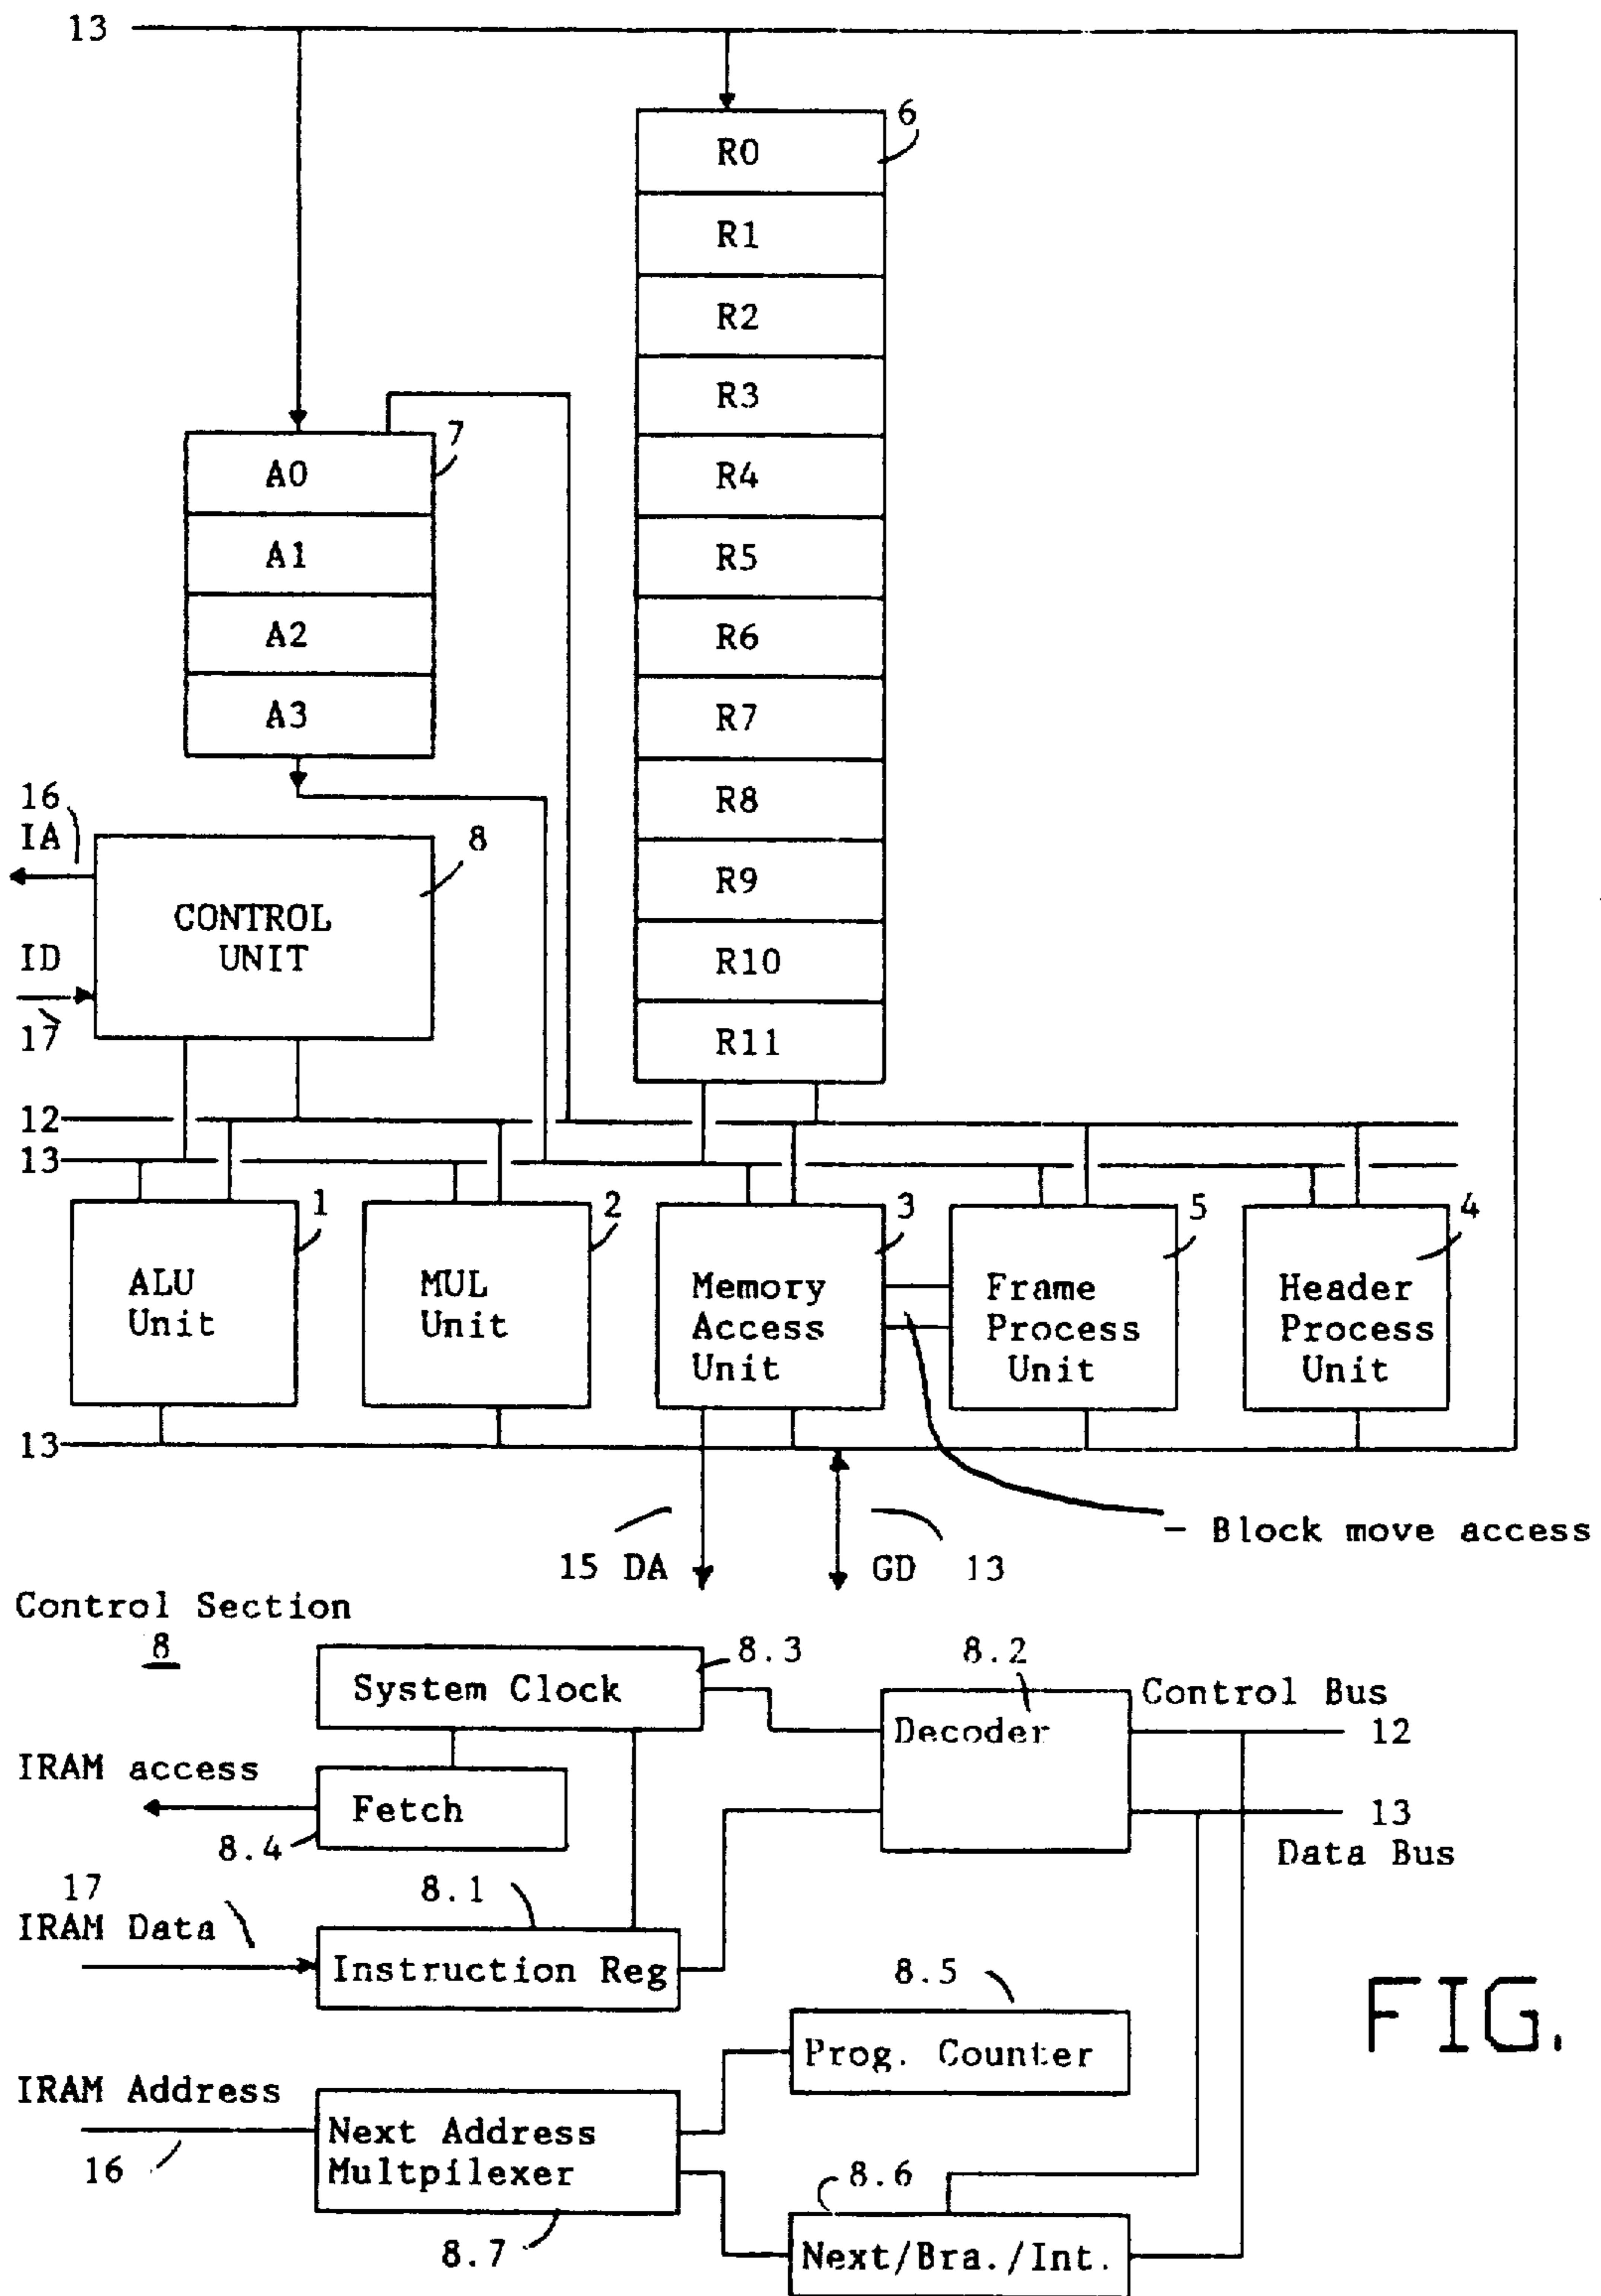 13
6
R0
R1
R2
R3
R4
R5
R6
R7
R8
R9
R10
R11
7
A0
A1
A2
A3
16
IA
8
CONTROL
UNIT
ID
17
12
13
1
ALU
Unit
2
MUL
Unit
3
Memory
Access
Unit
5
Frame
Process
Unit
4
Header
Process
Unit
13
15 DA
GD 13
- Block move access
Control Section
8
System Clock
8.3
8.2
Decoder
Control Bus
12
13
Data Bus
IRAM access
Fetch
8.4
17
IRAM Data
8.1
Instruction Reg
8.5
Prog. Counter
FIG.
IRAM Address
16
Next Address
Multpilexer
8.7
8.6
Next/Bra./Int.